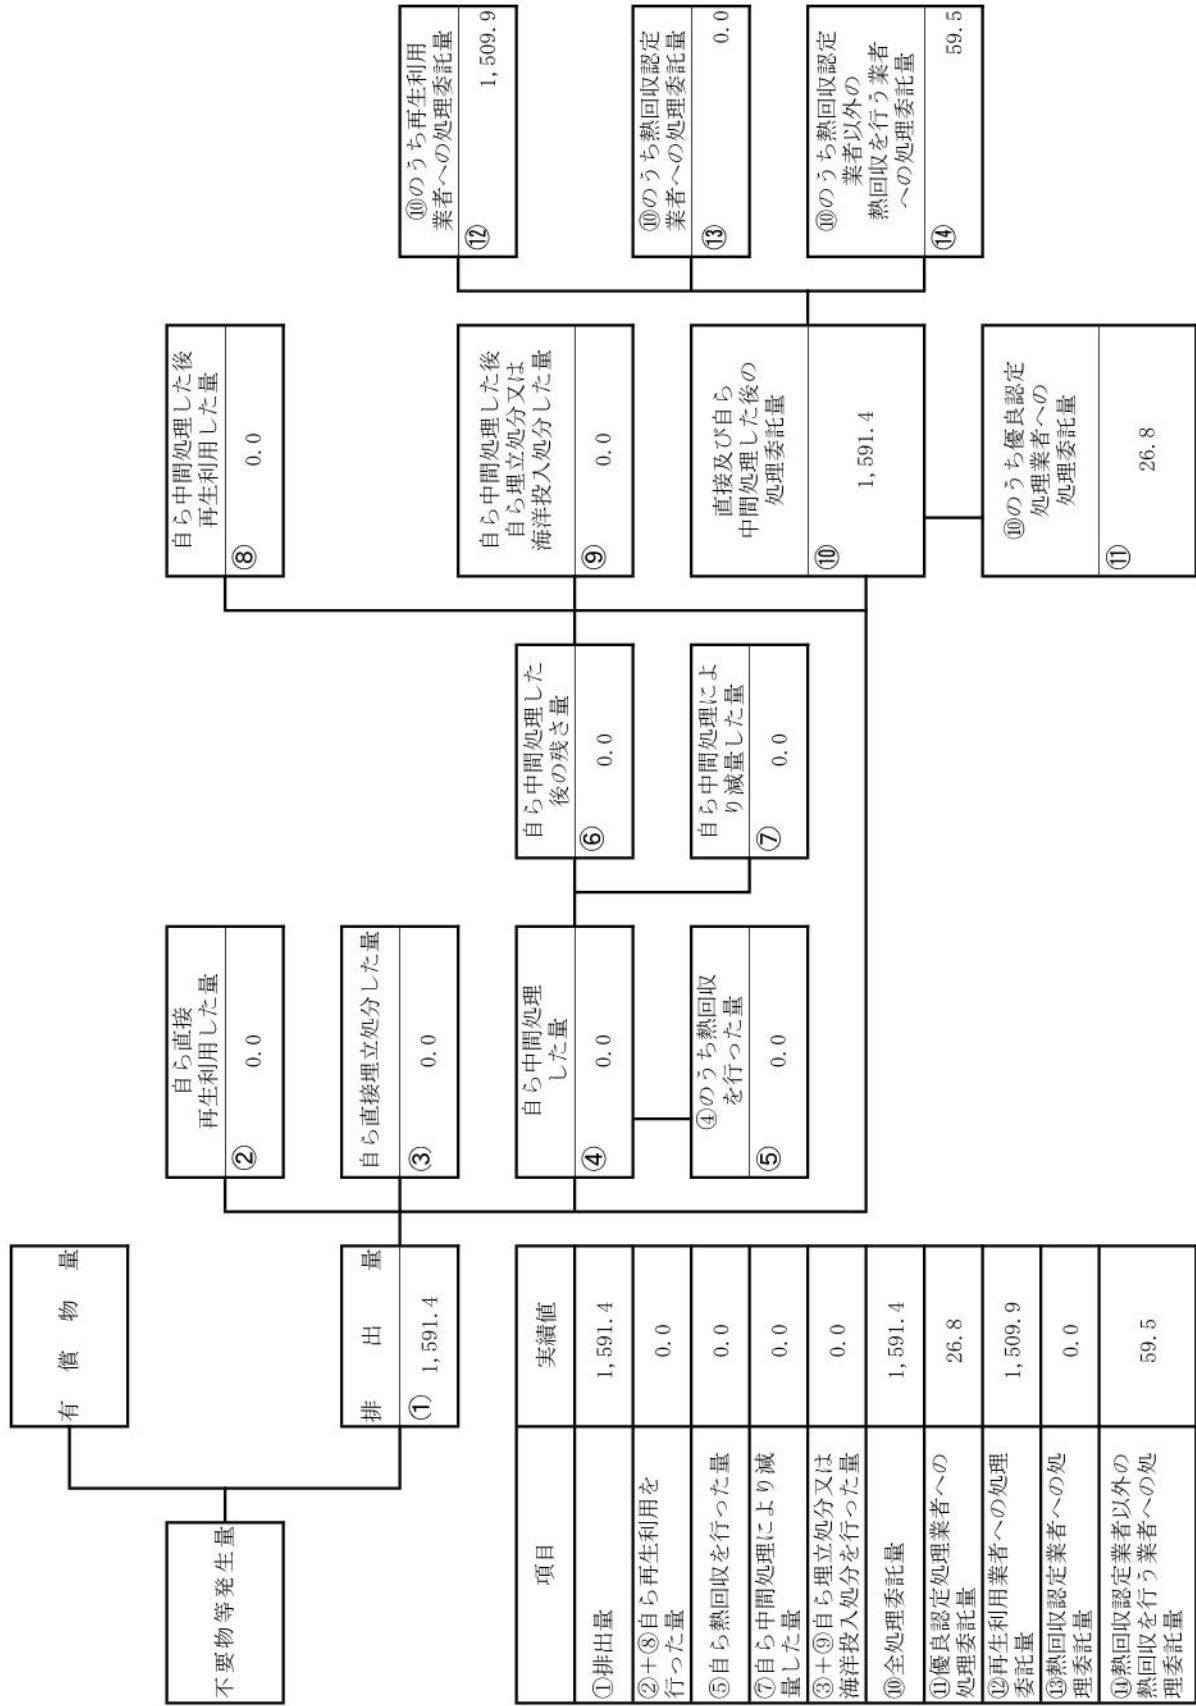 不要物等発生量
有償物量
排出量
①
1,591.4
自ら直接
再生利用した量
②
0.0
自ら直接埋立処分した量
③
0.0
自ら中間処理
した量
④
0.0
④のうち熱回収
を行った量
⑤
0.0
自ら中間処理した
後の残さ量
⑥
0.0
自ら中間処理によ
り減量した量
⑦
0.0
自ら中間処理した後
再生利用した量
⑧
0.0
自ら中間処理した後
自ら埋立処分又は
海洋投入処分した量
⑨
0.0
直接及び自ら
中間処理した後の
処理委託量
⑩
1,591.4
⑩のうち優良認定
処理業者への
処理委託量
⑪
26.8
⑩のうち再生利用
業者への処理委託量
⑫
1,509.9
⑩のうち熱回収認定
業者への処理委託量
⑬
0.0
⑩のうち熱回収認定
業者以外の
熱回収を行う業者
への処理委託量
⑭
59.5
項目
実績値
①排出量
1,591.4
②+⑧自ら再生利用を
行った量
0.0
⑤自ら熱回収を行った量
0.0
⑦自ら中間処理により減
量した量
0.0
③+⑨自ら埋立処分又は
海洋投入処分を行った量
0.0
⑩全処理委託量
1,591.4
⑪優良認定処理業者への
処理委託量
26.8
⑫再生利用業者への処理
委託量
1,509.9
⑬熱回収認定業者への処
理委託量
0.0
⑭熱回収認定業者以外の
熱回収を行う業者への処
理委託量
59.5